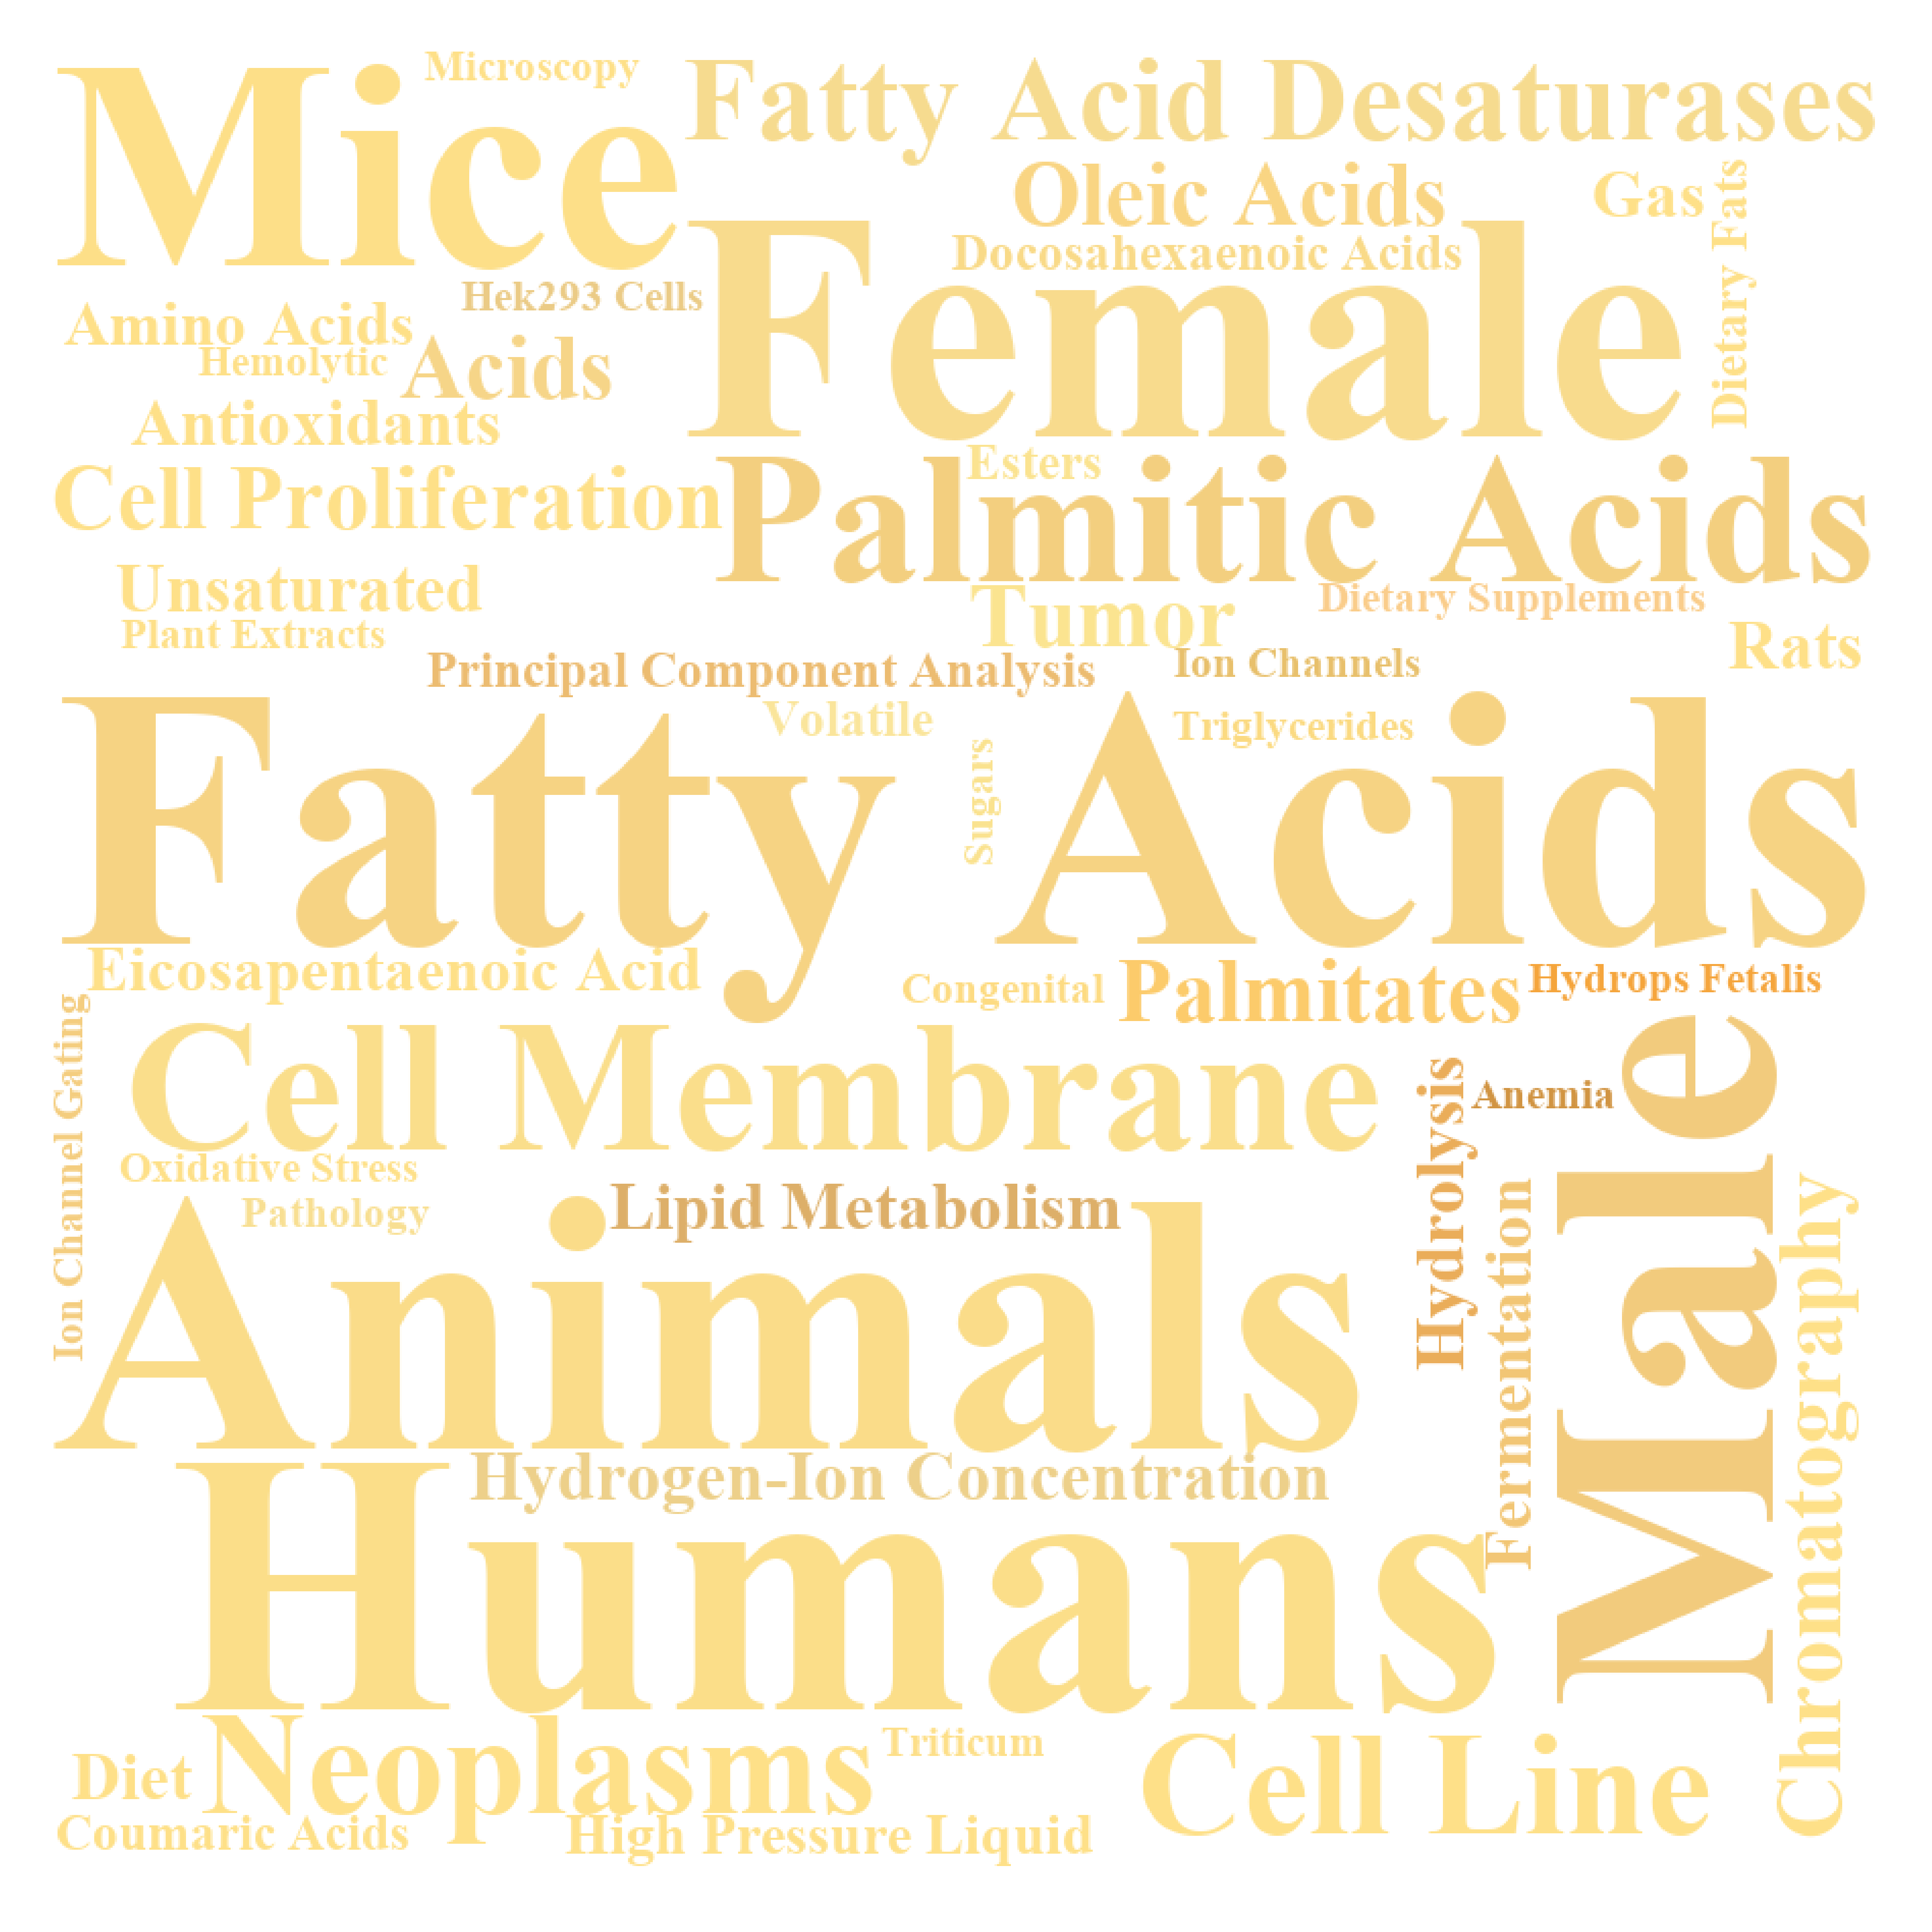 Mice
Microscopy
Fatty Acid Desaturases
Oleic Acids
Gas
Dietary Fats
Docosahexaenoic Acids
Female
Hek293 Cells
Amino Acids
Hemolytic
Acids
Antioxidants
Esters
Cell Proliferation
Palmitic Acids
Unsaturated
Tumor
Dietary Supplements
Plant Extracts
Rats
Principal Component Analysis
Ion Channels
Volatile
Triglycerides
Sugars
Fatty Acids
Eicosapentaenoic Acid
Congenital
Palmitates
Hydrops Fetalis
Ion Channel Gating
Cell Membrane
Hydrolysis
Anemia
Male
Oxidative Stress
Pathology
Lipid Metabolism
Fermentation
Chromatography
Animals
Hydrogen-Ion Concentration
Humans
Neoplasms
Triticum
Cell Line
Diet
Coumaric Acids
High Pressure Liquid